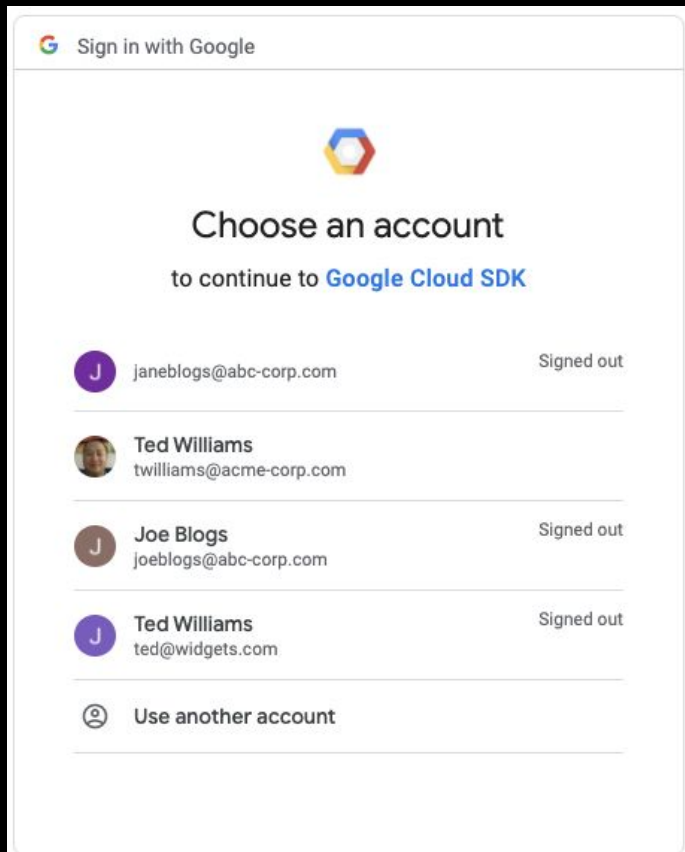 G Sign in with Google
Choose an account
to continue to Google Cloud SDK
J janeblogs@abc-corp.com Signed out
Ted Williams
twilliams@acme-corp.com
Joe Blogs Signed out
J
joeblogs@abc-corp.com
Ted Williams Signed out
J
ted@widgets.com
Use another account